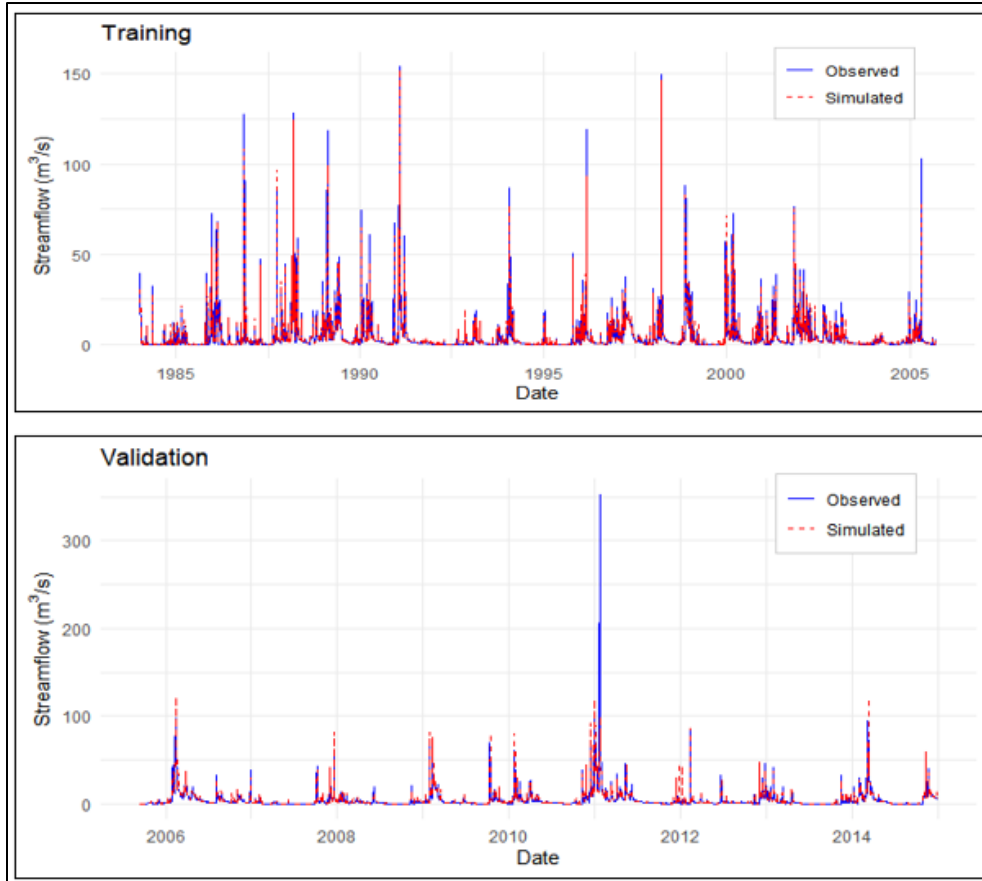 Training
Observed
Simulated
Streamflow (m³/s)
150
100
50
0
1985
1990
1995
2000
2005
Date
Validation
Observed
Simulated
Streamflow (m³/s)
300
200
100
0
2006
2008
2010
2012
2014
Date